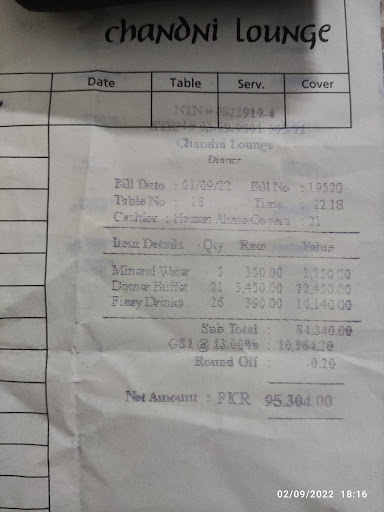 chandni lounge
Date Table Serv. Cover
NTN #
Chandni Lounge
Dinner
Bill Date : 01/09/22 Bill No : 19520
Table No : 18 Time : 22.18
Cashier : Ahmed Covers : 21
Item Details Qty Rate Value
Mineral Water 5 350.00 1,750.00
Dinner Buffet 21 3,450.00 72,450.00
Fizzy Drinks 26 390.00 10,140.00
Sub Total : 84,340.00
GST @ 13.00% : 10,964.20
Round Off : -0.20
Net Amount : PKR 95,304.00
02/09/2022 18:16